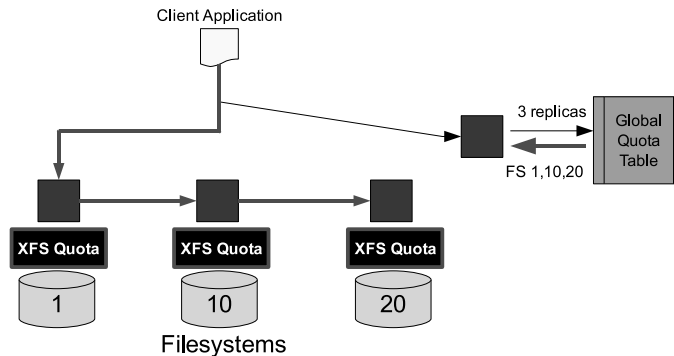 Client Application
3 replicas
Global
Quota
Table
FS 1,10,20
XFS Quota
XFS Quota
XFS Quota
1
10
20
Filesystems